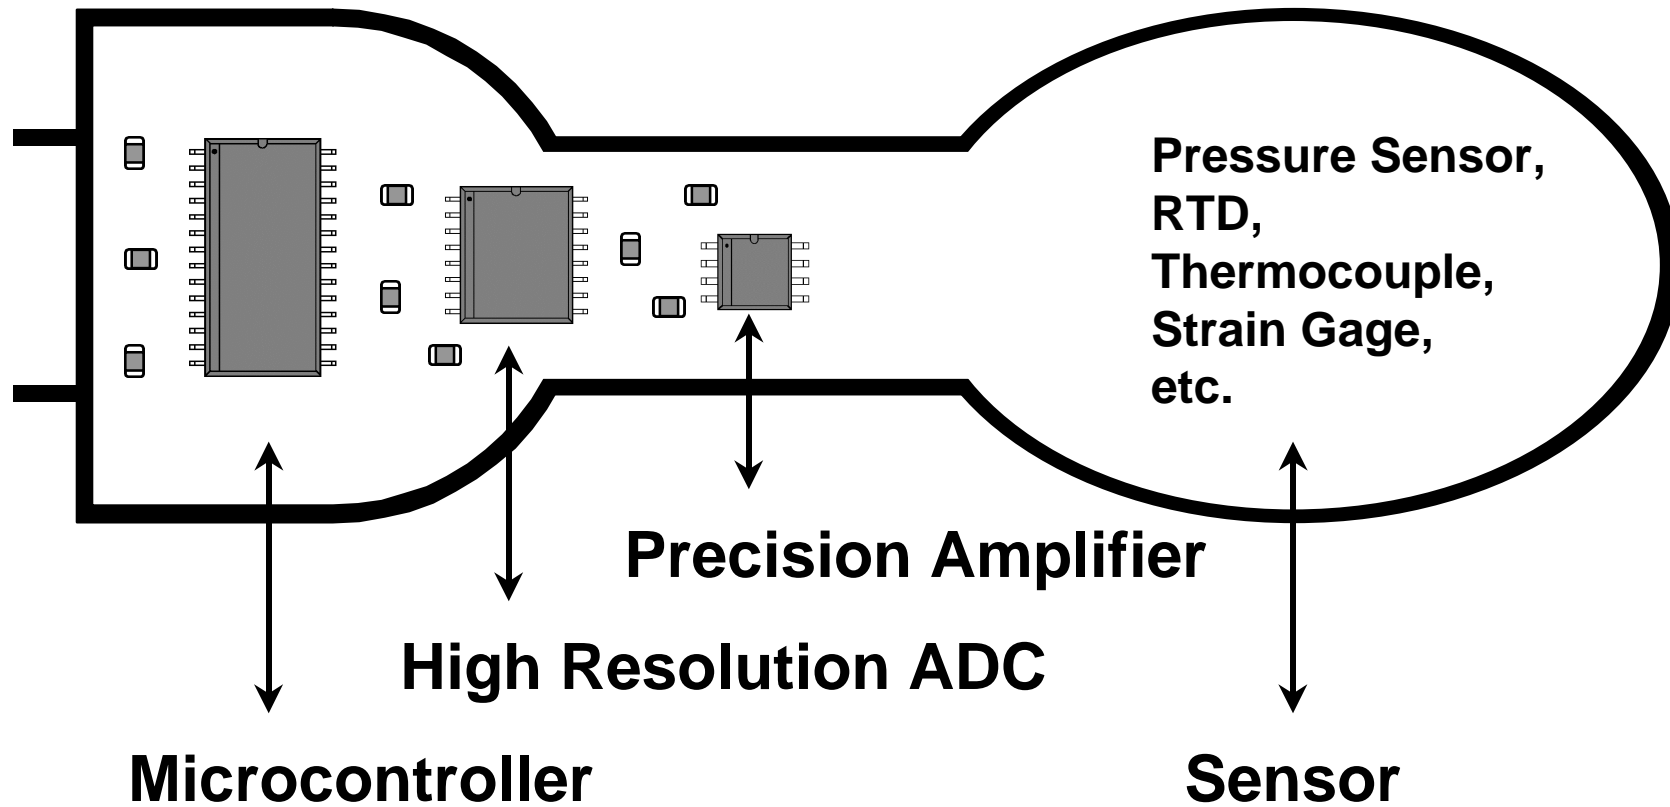 Pressure Sensor,
RTD,
Thermocouple,
Strain Gage,
etc.
Precision Amplifier
High Resolution ADC
Microcontroller
Sensor